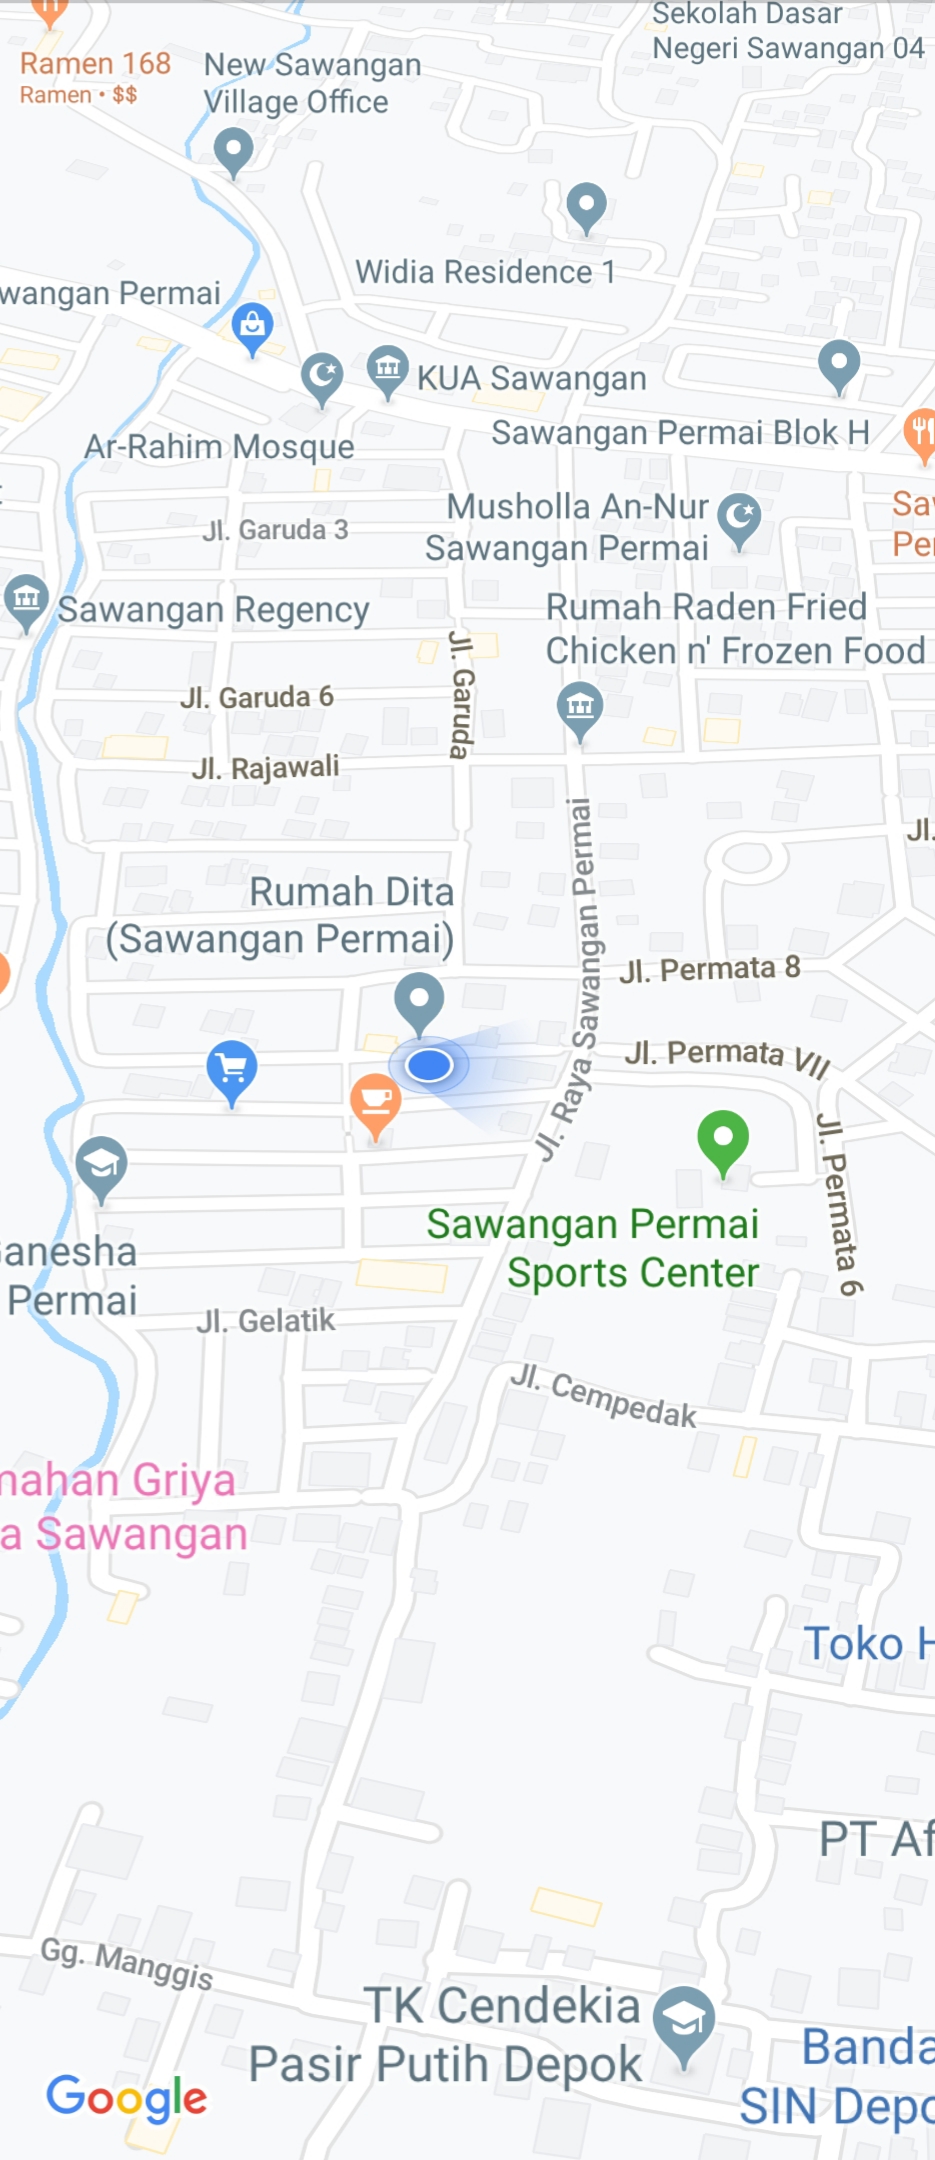 Sekolah Dasar
Negeri Sawangan 04
Ramen 168
Ramen • $$
New Sawangan
Village Office
Widia Residence 1
wangan Permai
KUA Sawangan
Sawangan Permai Blok H
Ar-Rahim Mosque
Musholla An-Nur
Sawangan Permai
Sa
Per
Jl. Garuda 3
Sawangan Regency
Rumah Raden Fried
Chicken n' Frozen Food
Jl. Garuda
Jl. Garuda 6
Jl. Rajawali
Jl. Raya Sawangan Permai
Jl.
Rumah Dita
(Sawangan Permai)
Jl. Permata 8
Jl. Permata VII
Jl. Permata 6
Sawangan Permai
Sports Center
Ganesha
Permai
Jl. Gelatik
Jl. Cempedak
mahan Griya
a Sawangan
Toko H
PT Af
Gg. Manggis
TK Cendekia
Pasir Putih Depok
Banda
SIN Depo
Google